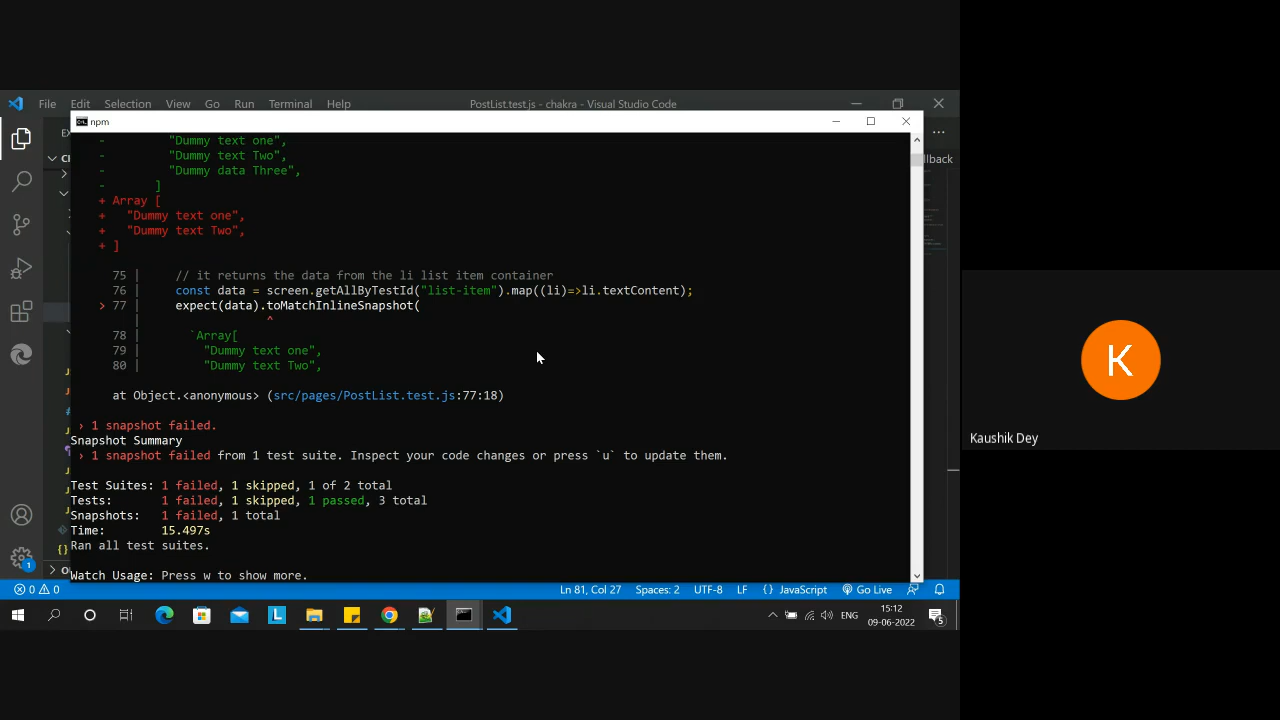 File Edit Selection View Go Run Terminal Help PostList.test.js - chakra - Visual Studio Code
npm
- "Dummy text one",
- "Dummy text Two",
- "Dummy data Three",
- ]
+ Array [
+ "Dummy text one",
+ "Dummy text Two",
+ ]
75 | // it returns the data from the li list item container
76 | const data = screen.getAllByTestId("list-item").map((li)=>li.textContent);
> 77 | expect(data).toMatchInlineSnapshot(
| ^
78 | `Array[
79 | "Dummy text one",
80 | "Dummy text Two",
at Object.<anonymous> (src/pages/PostList.test.js:77:18)
› 1 snapshot failed.
Snapshot Summary
› 1 snapshot failed from 1 test suite. Inspect your code changes or press `u` to update them.
Test Suites: 1 failed, 1 skipped, 1 of 2 total
Tests: 1 failed, 1 skipped, 1 passed, 3 total
Snapshots: 1 failed, 1 total
Time: 15.497s
Ran all test suites.
Watch Usage: Press w to show more.
lback
0 0 Ln 81, Col 27 Spaces: 2 UTF-8 LF {} JavaScript Go Live
ENG 15:12
09-06-2022
5
1
K
Kaushik Dey